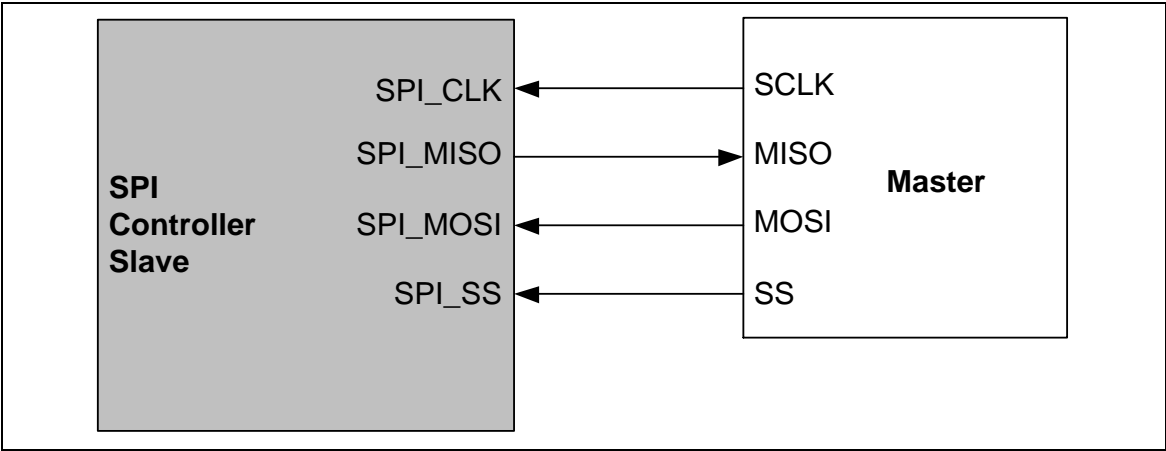 SPI_CLK
SPI_MISO
SPI_MOSI
SPI_SS
SPI
Controller
Slave
SCLK
MISO
MOSI
SS
Master